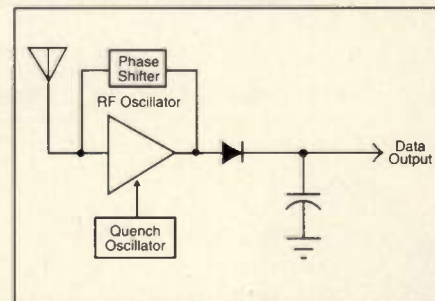 Phase
Shifter
RF Oscillator
Data
Output
Quench
Oscillator